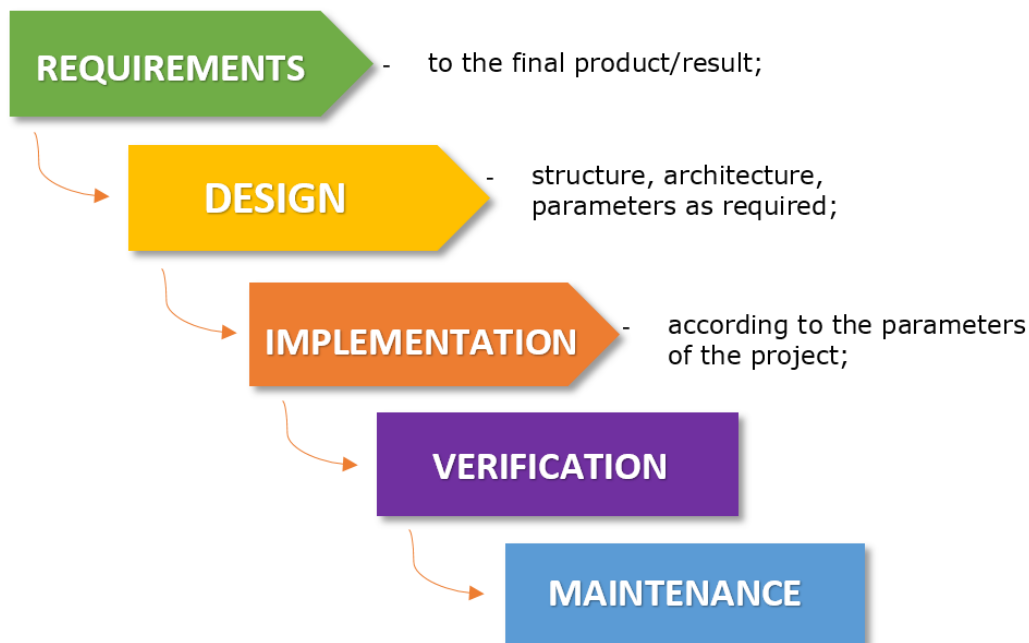 REQUIREMENTS
- to the final product/result;
DESIGN
- structure, architecture,
parameters as required;
IMPLEMENTATION
- according to the parameters
of the project;
VERIFICATION
MAINTENANCE